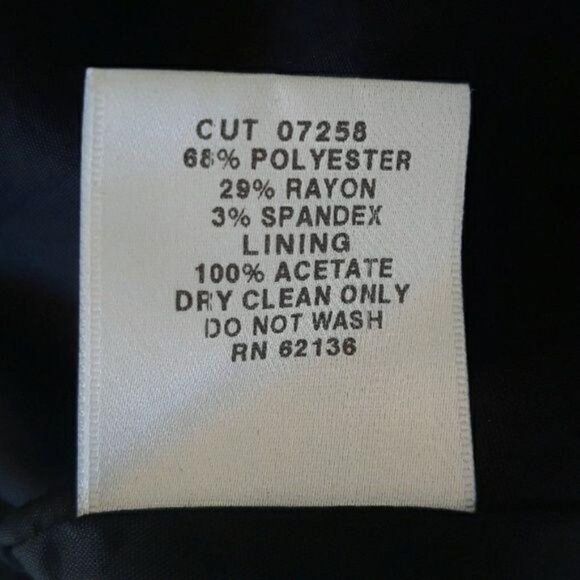 CUT 07258
68% POLYESTER
29% RAYON
3% SPANDEX
LINING
100% ACETATE
DRY CLEAN ONLY
DO NOT WASH
RN 62136